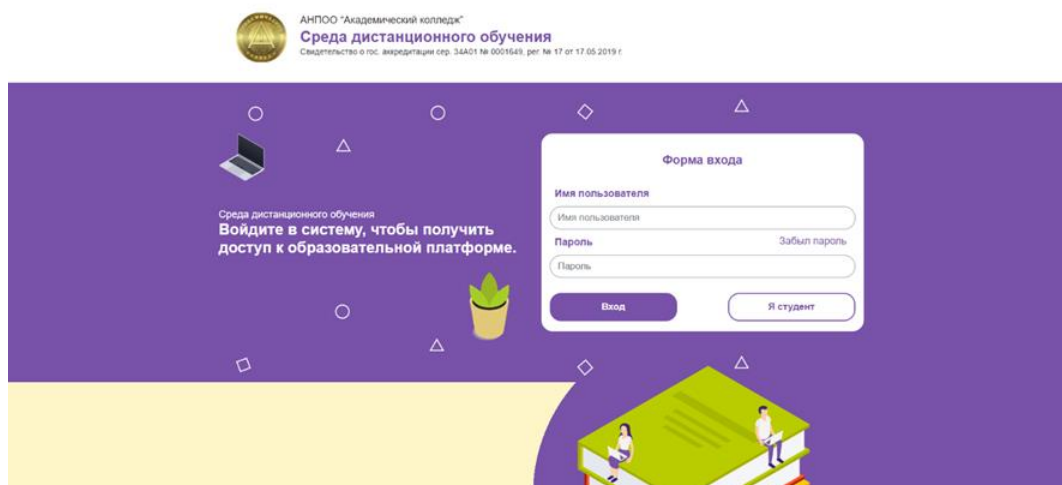 АНПОО "Академический колледж"
Среда дистанционного обучения
Свидетельство о гос. аккредитации сер. 34А01 № 0001649, рег № 17 от 17.05.2019 г.
Среда дистанционного обучения
Войдите в систему, чтобы получить
доступ к образовательной платформе.
Форма входа
Имя пользователя
Имя пользователя
Пароль Забыл пароль
Пароль
Вход Я студент